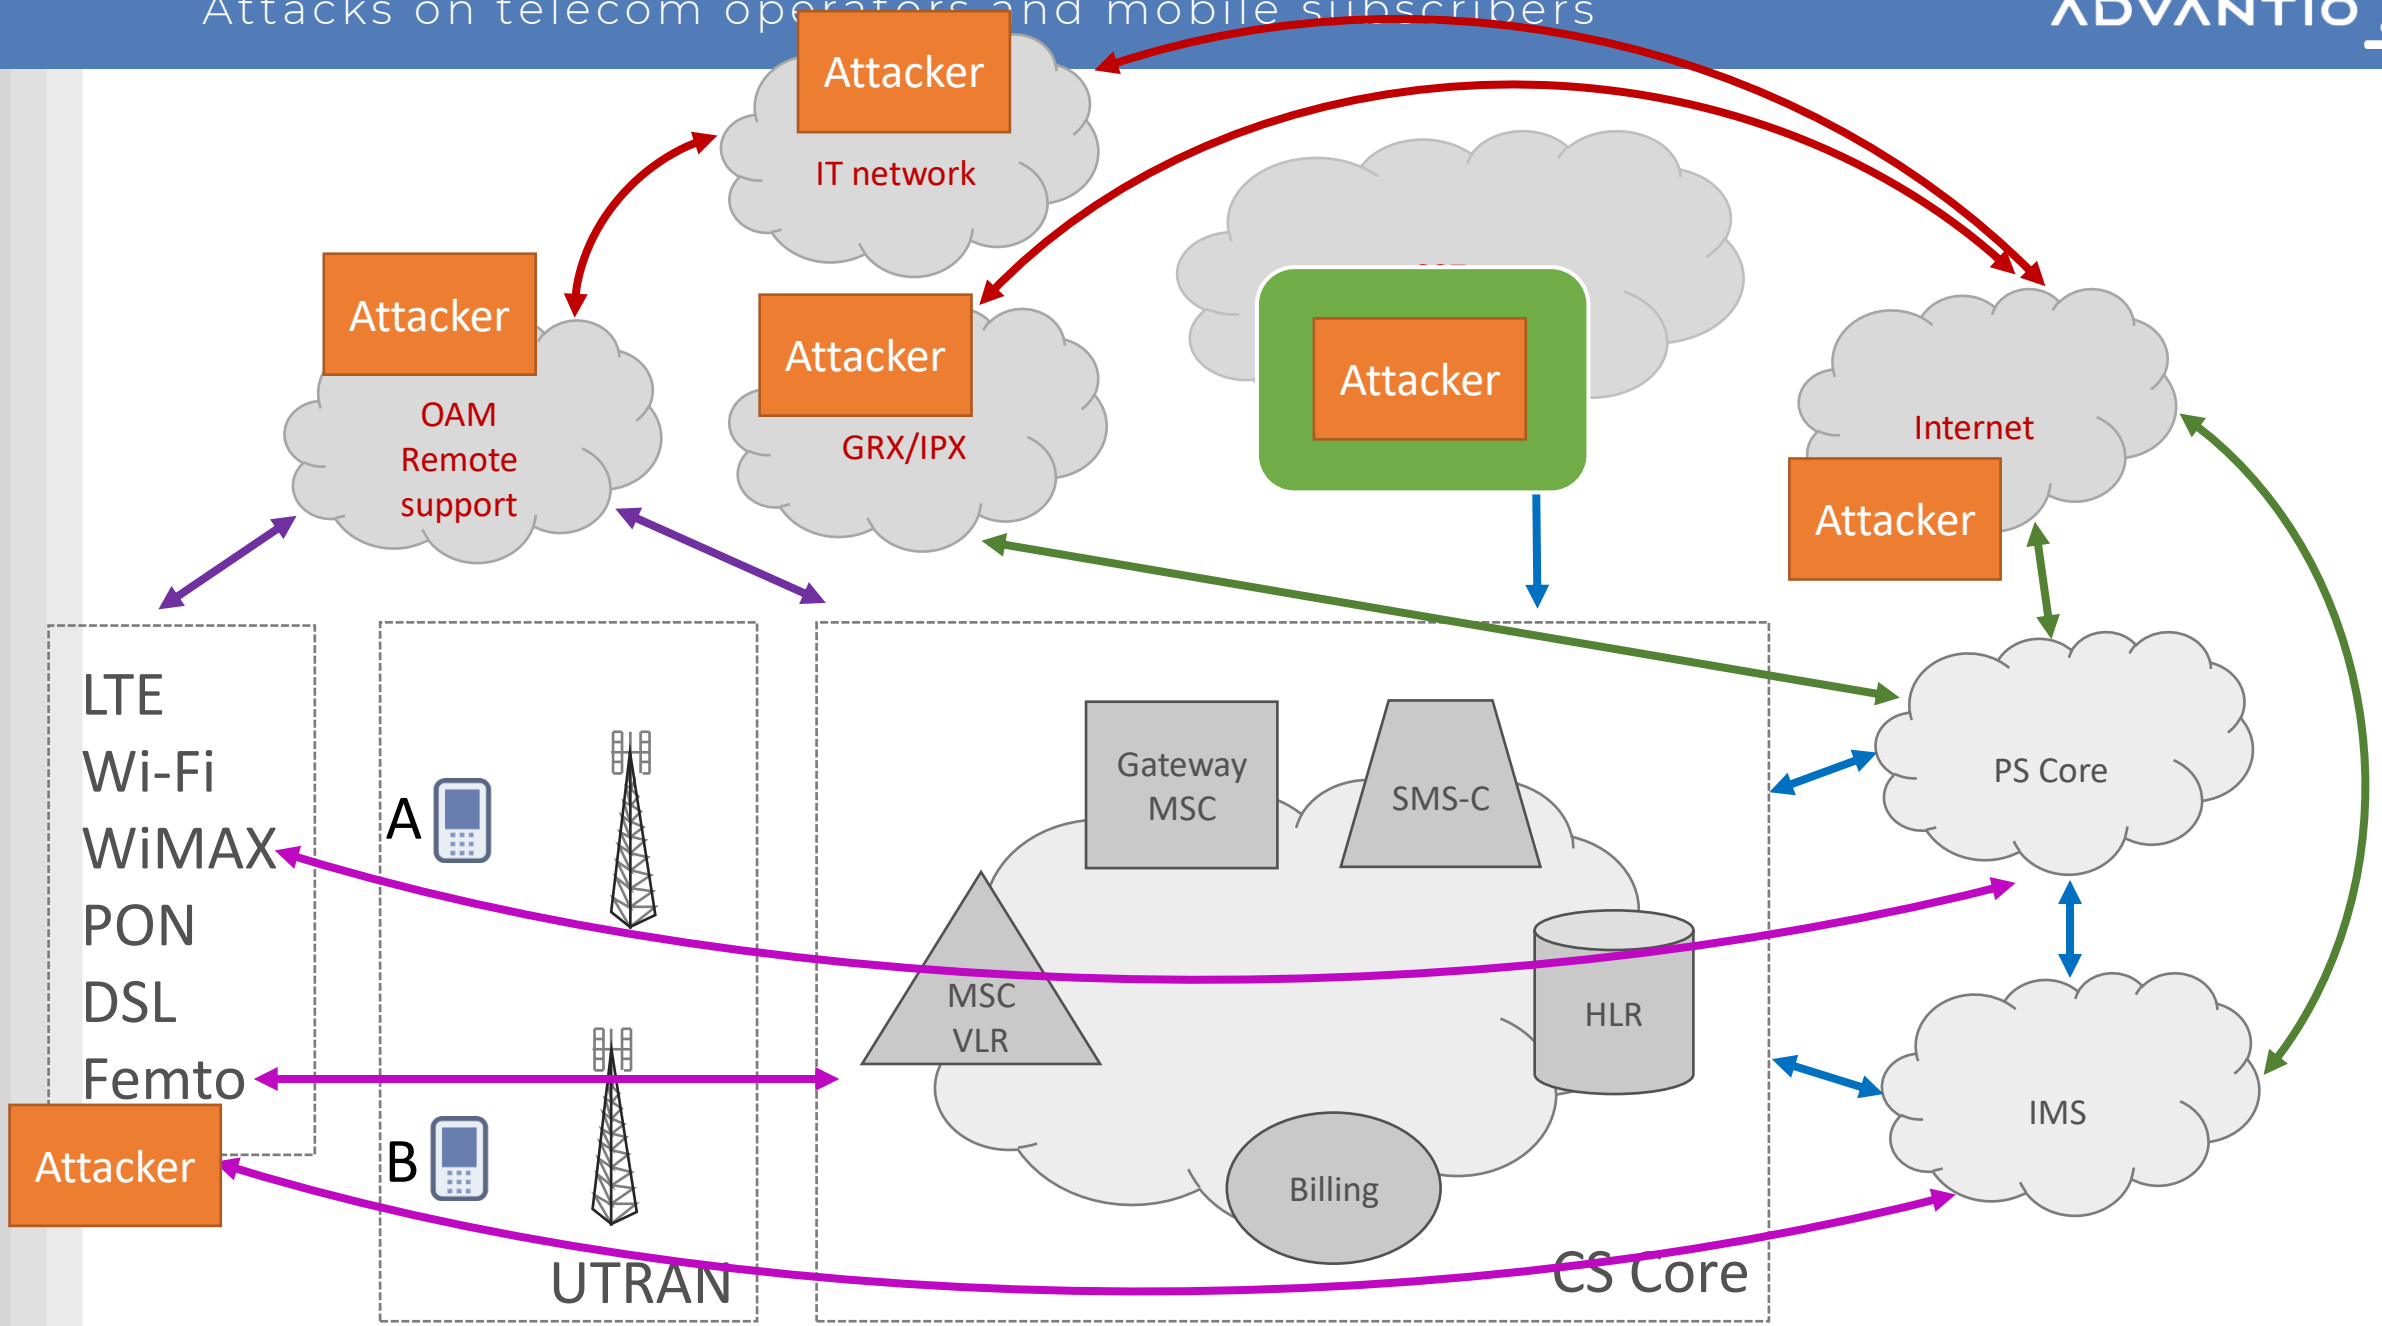 Attacks on telecom operators and mobile subscribers
ADVANTIO
Attacker
IT network
Attacker
OAM
Remote
support
Attacker
GRX/IPX
Attacker
Internet
Attacker
LTE
Wi-Fi
WiMAX
PON
DSL
Femto
Attacker
A
B
UTRAN
Gateway
MSC
SMS-C
MSC
VLR
HLR
Billing
CS Core
PS Core
IMS